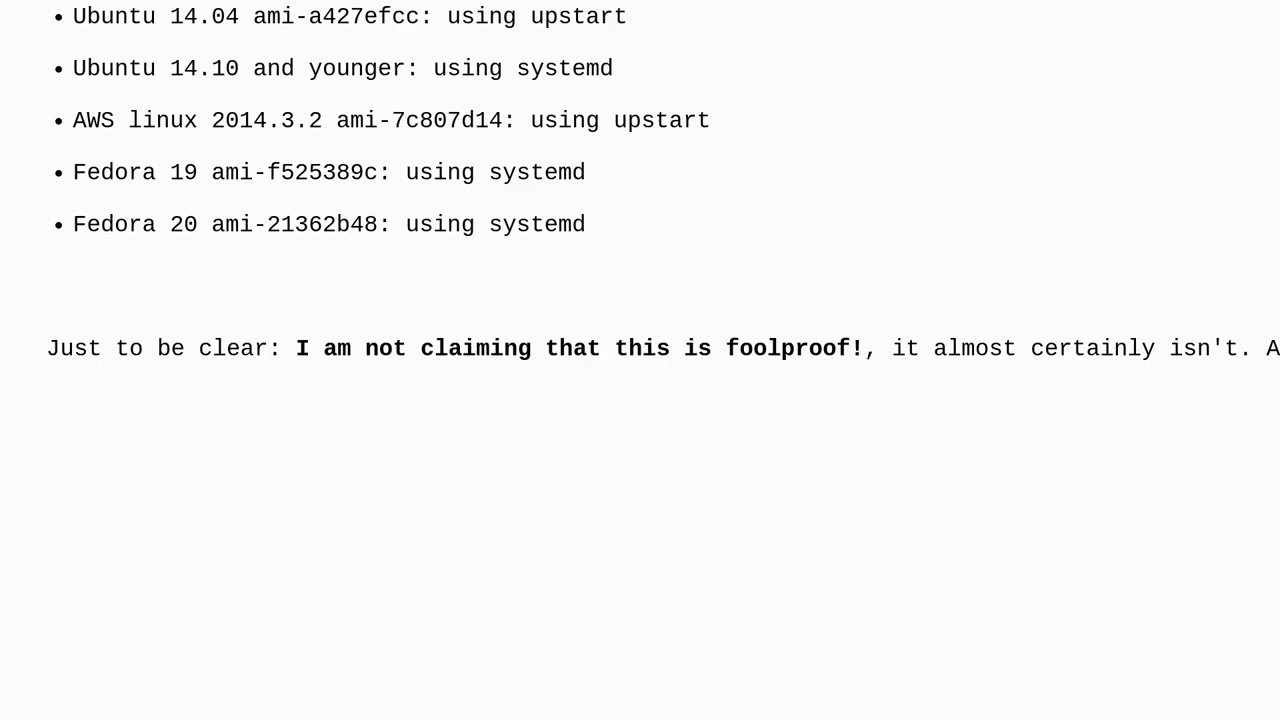 • Ubuntu 14.04 ami-a427efcc: using upstart
• Ubuntu 14.10 and younger: using systemd
• AWS linux 2014.3.2 ami-7c807d14: using upstart
• Fedora 19 ami-f525389c: using systemd
• Fedora 20 ami-21362b48: using systemd
Just to be clear: I am not claiming that this is foolproof!, it almost certainly isn't. A